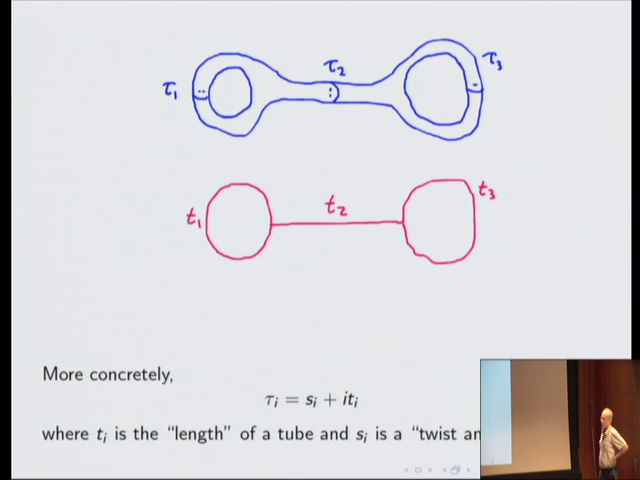 τ₁ τ₂ τ₃
t₁ t₂ t₃
More concretely,
τᵢ = sᵢ + itᵢ
where tᵢ is the “length” of a tube and sᵢ is a “twist